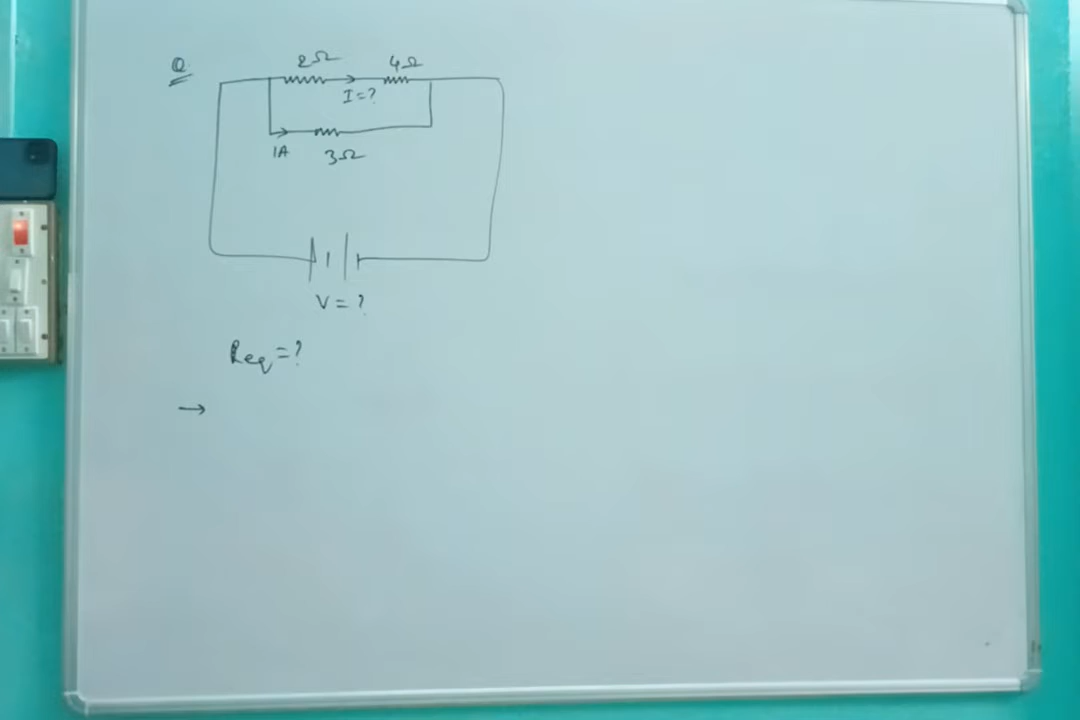 Q.
2Ω 4Ω
I=?
1A 3Ω
V = ?
Req = ?
→